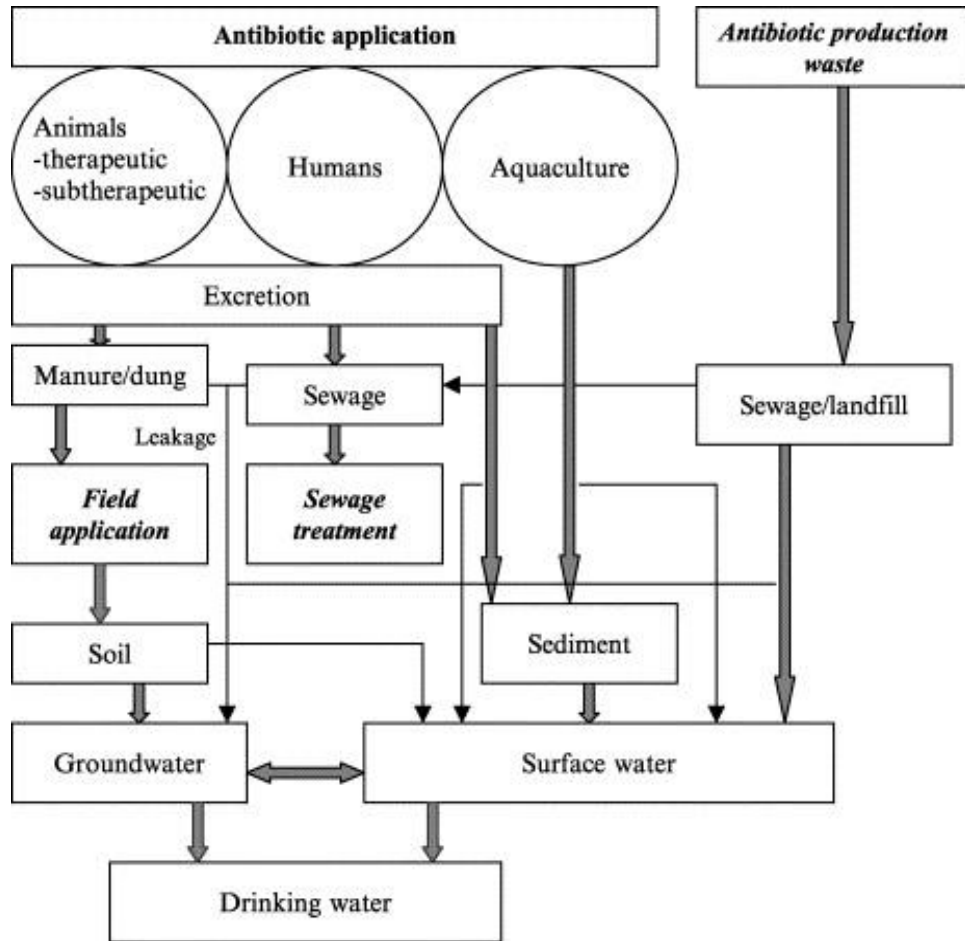 Antibiotic application
Antibiotic production
waste
Animals
-therapeutic
-subtherapeutic
Humans
Aquaculture
Excretion
Manure/dung
Sewage
Sewage/landfill
Leakage
Field
application
Sewage
treatment
Soil
Sediment
Groundwater
Surface water
Drinking water